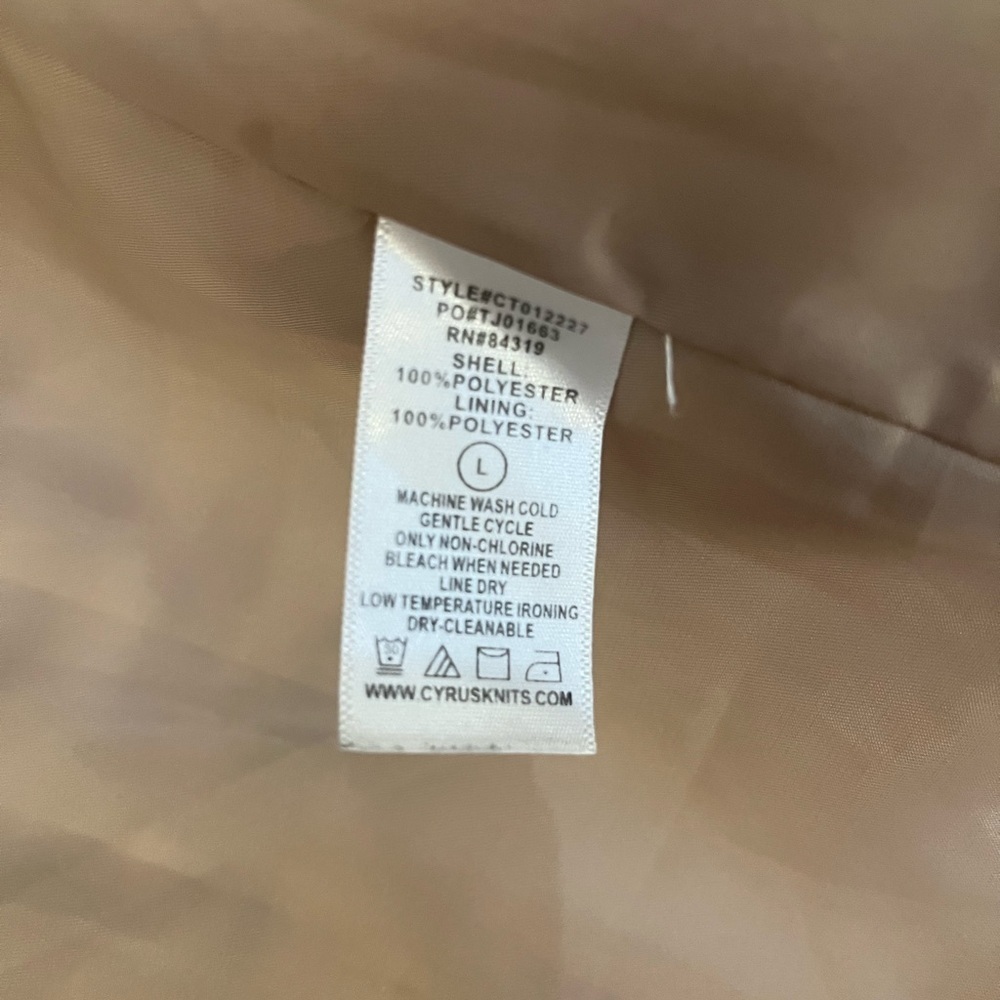 STYLE#CT012227
PO#TJ01663
RN#84319
SHELL:
100%POLYESTER
LINING:
100%POLYESTER
L
MACHINE WASH COLD
GENTLE CYCLE
ONLY NON-CHLORINE
BLEACH WHEN NEEDED
LINE DRY
LOW TEMPERATURE IRONING
DRY-CLEANABLE
30
WWW.CYRUSKNITS.COM